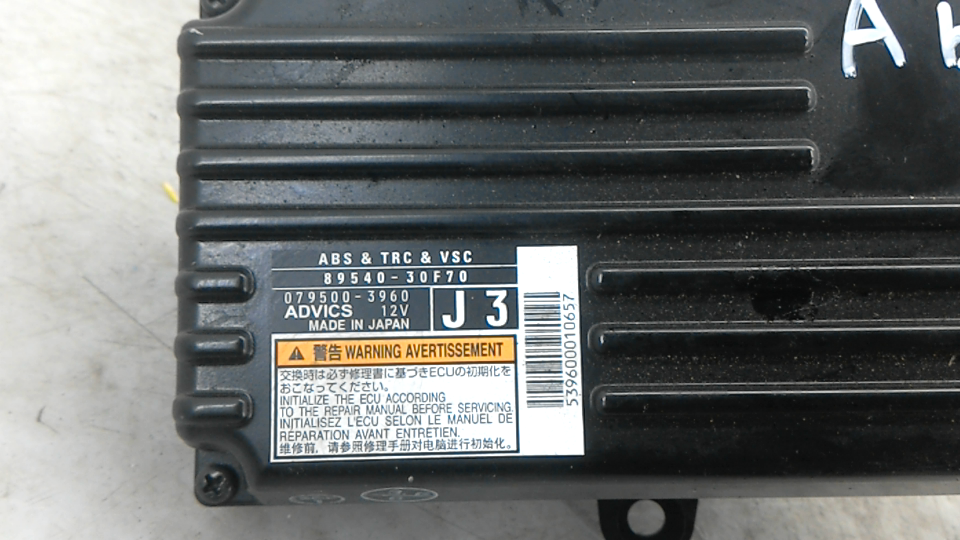 A
ABS & TRC & VSC
89540-30F70
079500-3960
ADVICS 12V
MADE IN JAPAN
J 3
5396000010657
警告 WARNING AVERTISSEMENT
交換時は必ず修理書に基づきECUの初期化を
おこなってください。
INITIALIZE THE ECU ACCORDING
TO THE REPAIR MANUAL BEFORE SERVICING.
INITIALISEZ L'ECU SELON LE MANUEL DE
RÉPARATION AVANT ENTRETIEN.
维修前，请参照修理手册对电脑进行初始化。